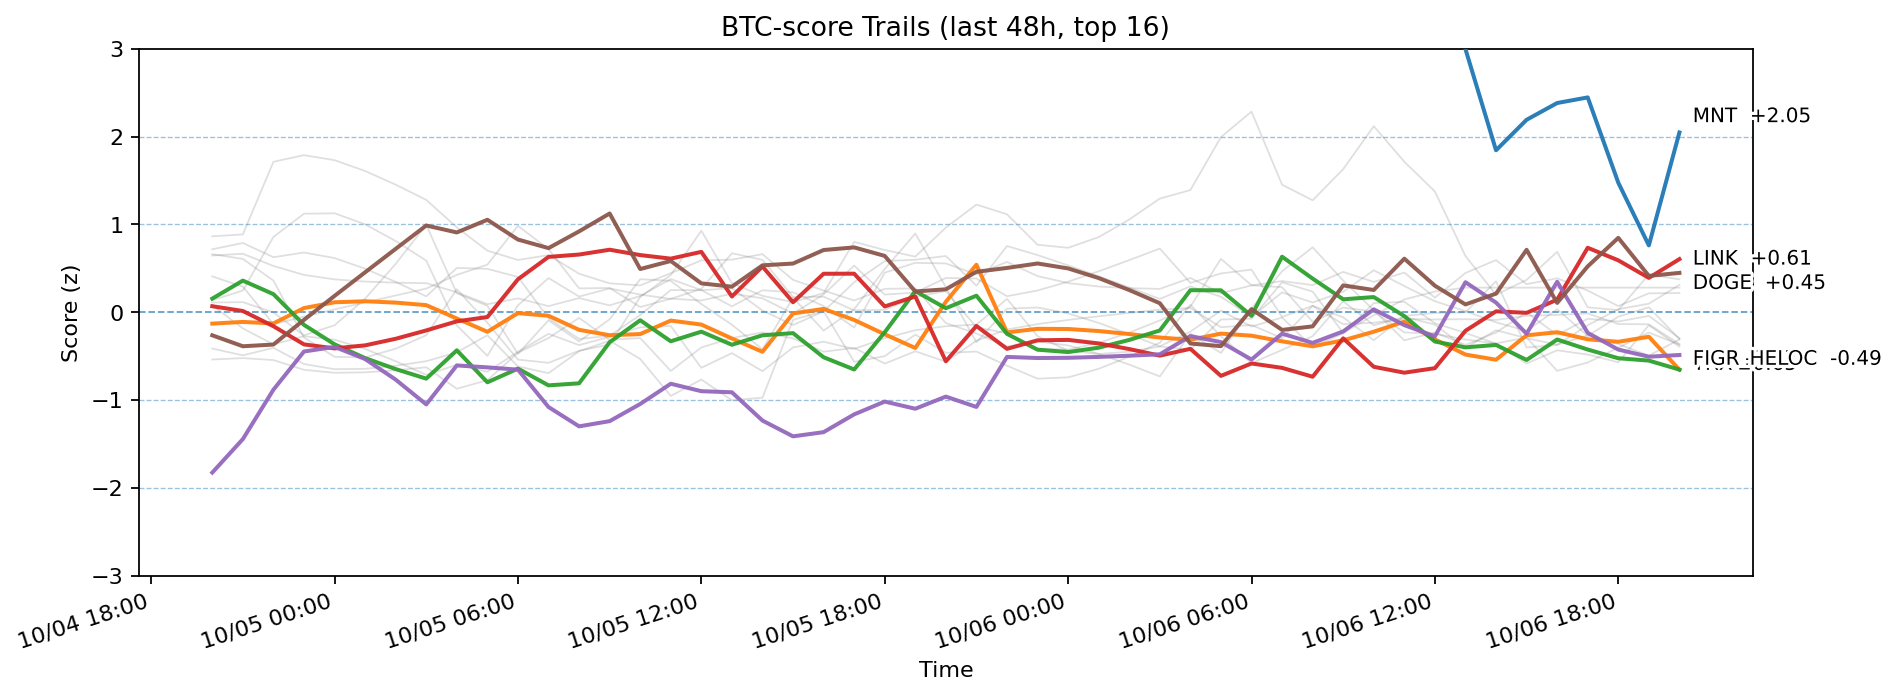 BTC-score Trails (last 48h, top 16)
Score (z)
3
2
1
0
−1
−2
−3
MNT +2.05
LINK +0.61
DOGE +0.45
FIGR_HELOC -0.49
10/04 18:00
10/05 00:00
10/05 06:00
10/05 12:00
10/05 18:00
10/06 00:00
10/06 06:00
10/06 12:00
10/06 18:00
Time